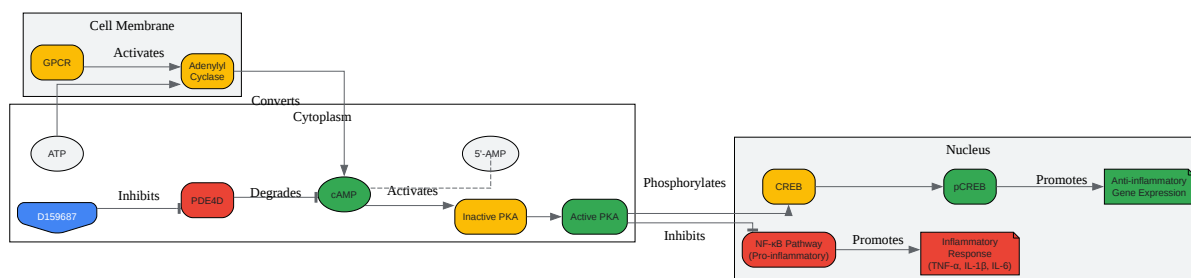 Cell Membrane
GPCR
Activates
Adenylyl
Cyclase
Converts
Cytoplasm
ATP
5'-AMP
D159687
Inhibits
PDE4D
Degrades
cAMP
Activates
Inactive PKA
Active PKA
Phosphorylates
Inhibits
Nucleus
CREB
pCREB
Promotes
Anti-inflammatory
Gene Expression
NF-κB Pathway
(Pro-inflammatory)
Promotes
Inflammatory
Response
(TNF-α, IL-1β, IL-6)